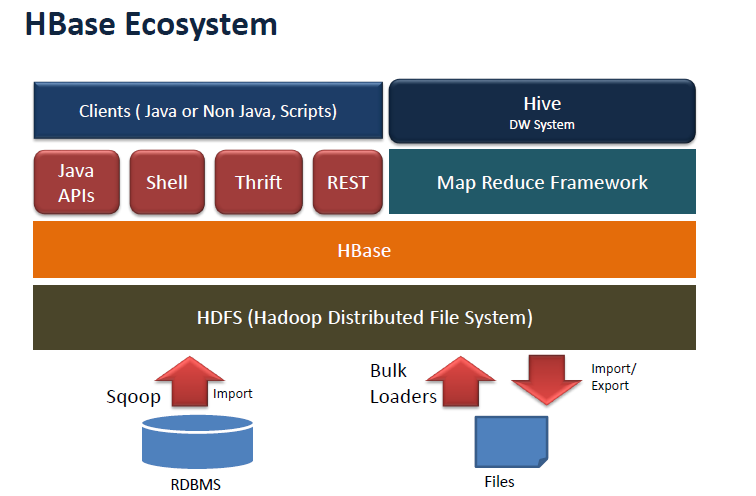 HBase Ecosystem
Clients ( Java or Non Java, Scripts)
Hive
DW System
Java
APIs
Shell
Thrift
REST
Map Reduce Framework
HBase
HDFS (Hadoop Distributed File System)
Sqoop
Import
Bulk
Loaders
Import/
Export
RDBMS
Files